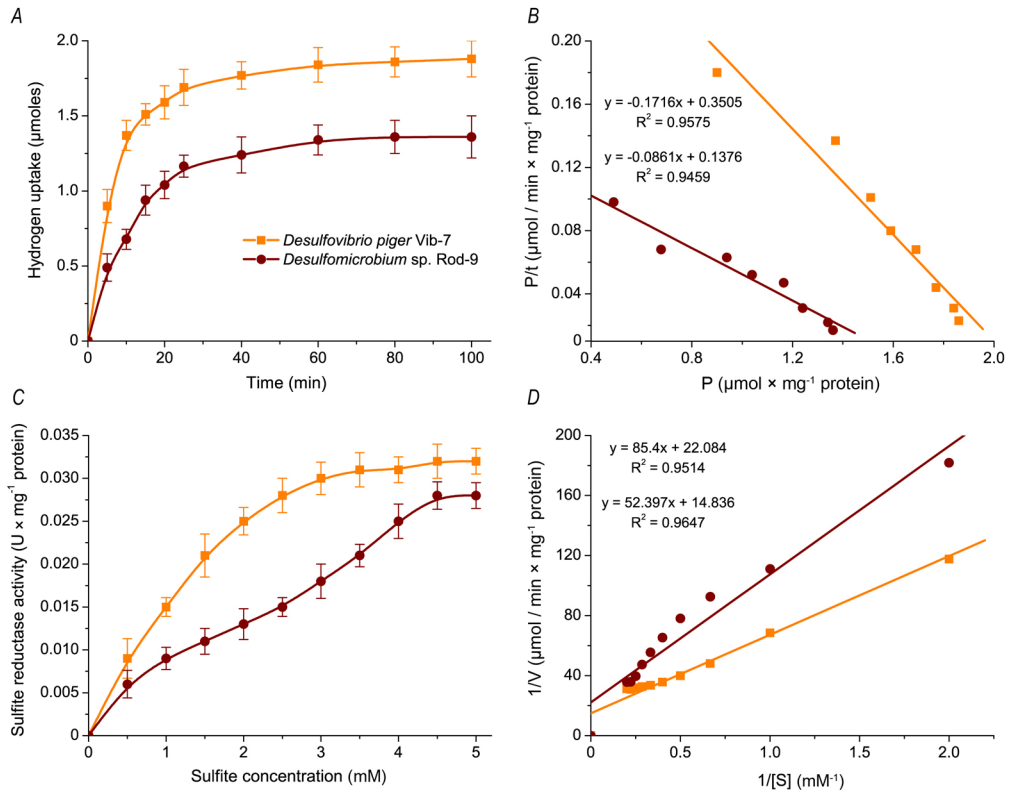 A
Hydrogen uptake (μmoles)
2.0
1.5
1.0
0.5
0
0
20
40
60
80
100
Time (min)
Desulfovibrio piger Vib-7
Desulfomicrobium sp. Rod-9
B
P/t (μmol / min × mg⁻¹ protein)
0.20
0.16
0.12
0.08
0.04
0
0.4
0.8
1.2
1.6
2.0
P (μmol × mg⁻¹ protein)
y = -0.1716x + 0.3505
R² = 0.9575
y = -0.0861x + 0.1376
R² = 0.9459
C
Sulfite reductase activity (U × mg⁻¹ protein)
0.035
0.030
0.025
0.020
0.015
0.010
0.005
0
0
1
2
3
4
5
Sulfite concentration (mM)
D
1/V (μmol / min × mg⁻¹ protein)
200
160
120
80
40
0
0
0.5
1.0
1.5
2.0
1/[S] (mM⁻¹)
y = 85.4x + 22.084
R² = 0.9514
y = 52.397x + 14.836
R² = 0.9647